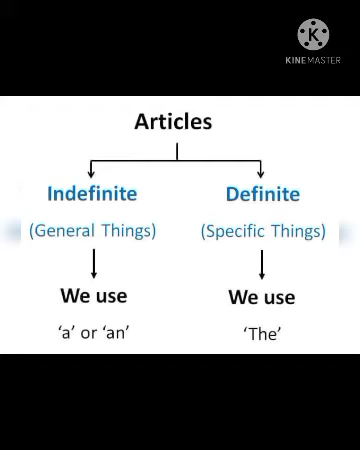 K
KINEMASTER
Articles
Indefinite
Definite
(General Things)
(Specific Things)
We use
We use
‘a’ or ‘an’
‘The’